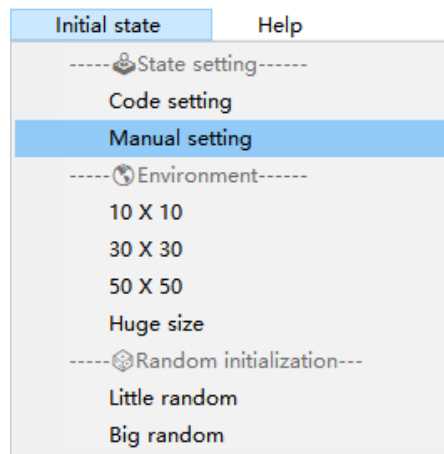 Initial state Help
-----🕹State setting------
Code setting
Manual setting
-----🌎Environment------
10 X 10
30 X 30
50 X 50
Huge size
-----🎲Random initialization---
Little random
Big random